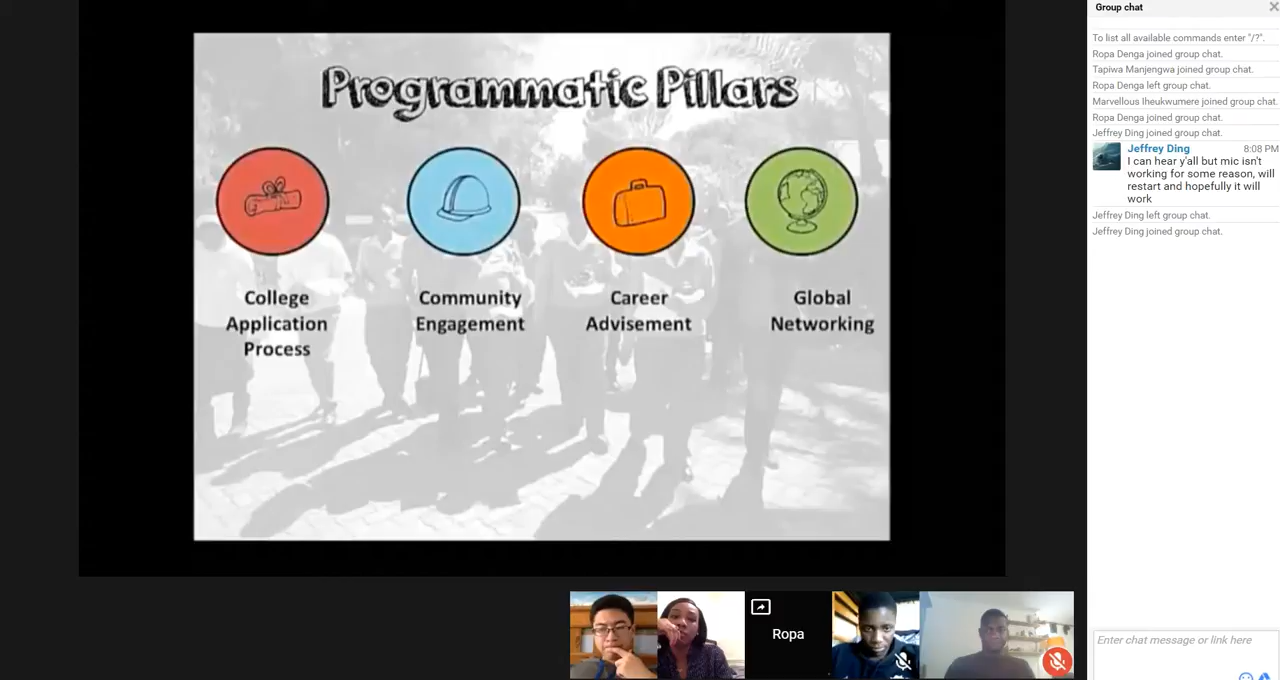 Group chat
To list all available commands enter "/?".
Ropa Denga joined group chat.
Tapiwa Manjengwa joined group chat.
Ropa Denga left group chat.
Marvellous Iheukwumere joined group chat.
Ropa Denga joined group chat.
Jeffrey Ding joined group chat.
Jeffrey Ding 8:08 PM
I can hear y'all but mic isn't
working for some reason, will
restart and hopefully it will
work
Jeffrey Ding left group chat.
Jeffrey Ding joined group chat.
Programmatic Pillars
College
Application
Process
Community
Engagement
Career
Advisement
Global
Networking
Ropa
Enter chat message or link here